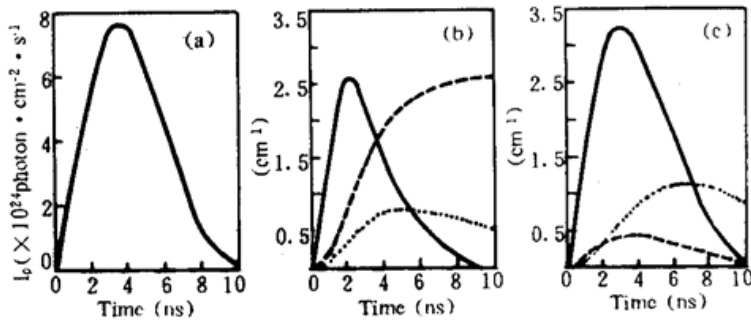 (a)
I₀(×10²⁴photon·cm⁻²·s⁻¹
8
6
4
2
0
0 2 4 6 8 10
Time (ns)
(b)
(cm⁻¹)
3.5
2.5
1.5
0.5
0 2 4 6 8 10
Time (ns)
(c)
(cm⁻¹)
3.5
2.5
1.5
0.5
0 2 4 6 8 10
Time (ns)